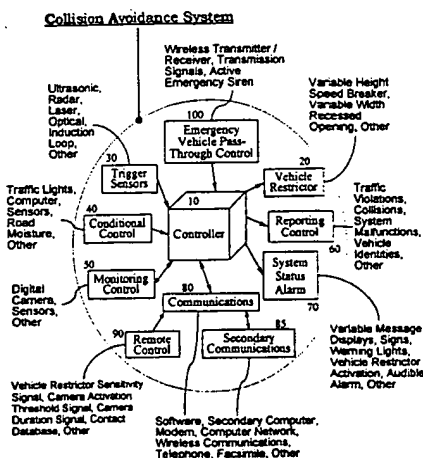 Collision Avoidance System
Wireless Transmitter /
Receiver, Transmission
Signals, Active
Emergency Siren
Ultrasonic,
Radar,
Laser,
Optical,
Induction
Loop,
Other
Variable Height
Speed Breaker,
Variable Width
Recessed
Opening, Other
100
Emergency
Vehicle Pass-
Through Control
30
Trigger
Sensors
20
Vehicle
Restrictor
10
Controller
Traffic Lights,
Computer,
Sensors,
Road
Moisture,
Other
40
Conditional
Control
Reporting
Control
60
Traffic
Violations,
Collisions,
System
Malfunctions,
Vehicle
Identities,
Other
50
Monitoring
Control
System
Status
Alarm
70
Digital
Camera,
Sensors,
Other
80
Communications
90
Remote
Control
85
Secondary
Communications
Variable Message
Displays, Signs,
Warning Lights,
Vehicle Restrictor
Activation, Audible
Alarm, Other
Vehicle Restrictor Sensitivity
Signal, Camera Activation
Threshold Signal, Camera
Duration Signal, Contact
Database, Other
Software, Secondary Computer,
Modem, Computer Network,
Wireless Communications,
Telephone, Facsimile, Other